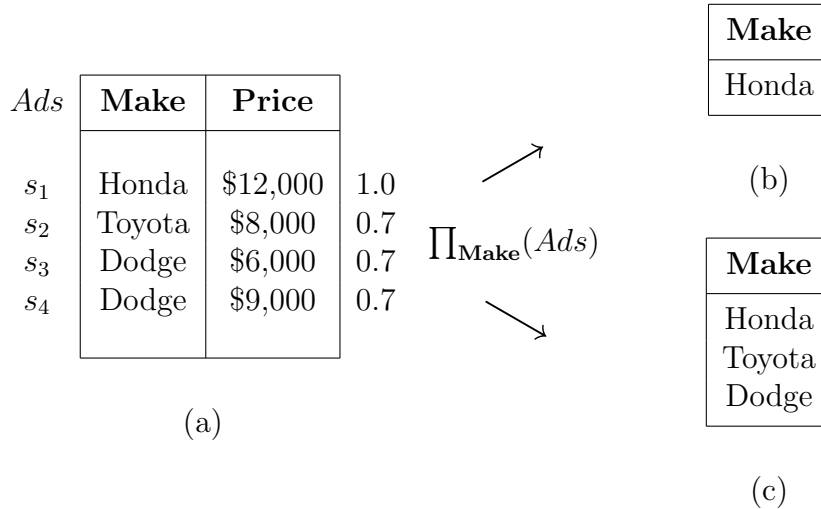 Ads Make Price
s1 Honda $12,000 1.0
s2 Toyota $8,000 0.7
s3 Dodge $6,000 0.7
s4 Dodge $9,000 0.7
(a)
∏Make(Ads)
Make
Honda
(b)
Make
Honda
Toyota
Dodge
(c)